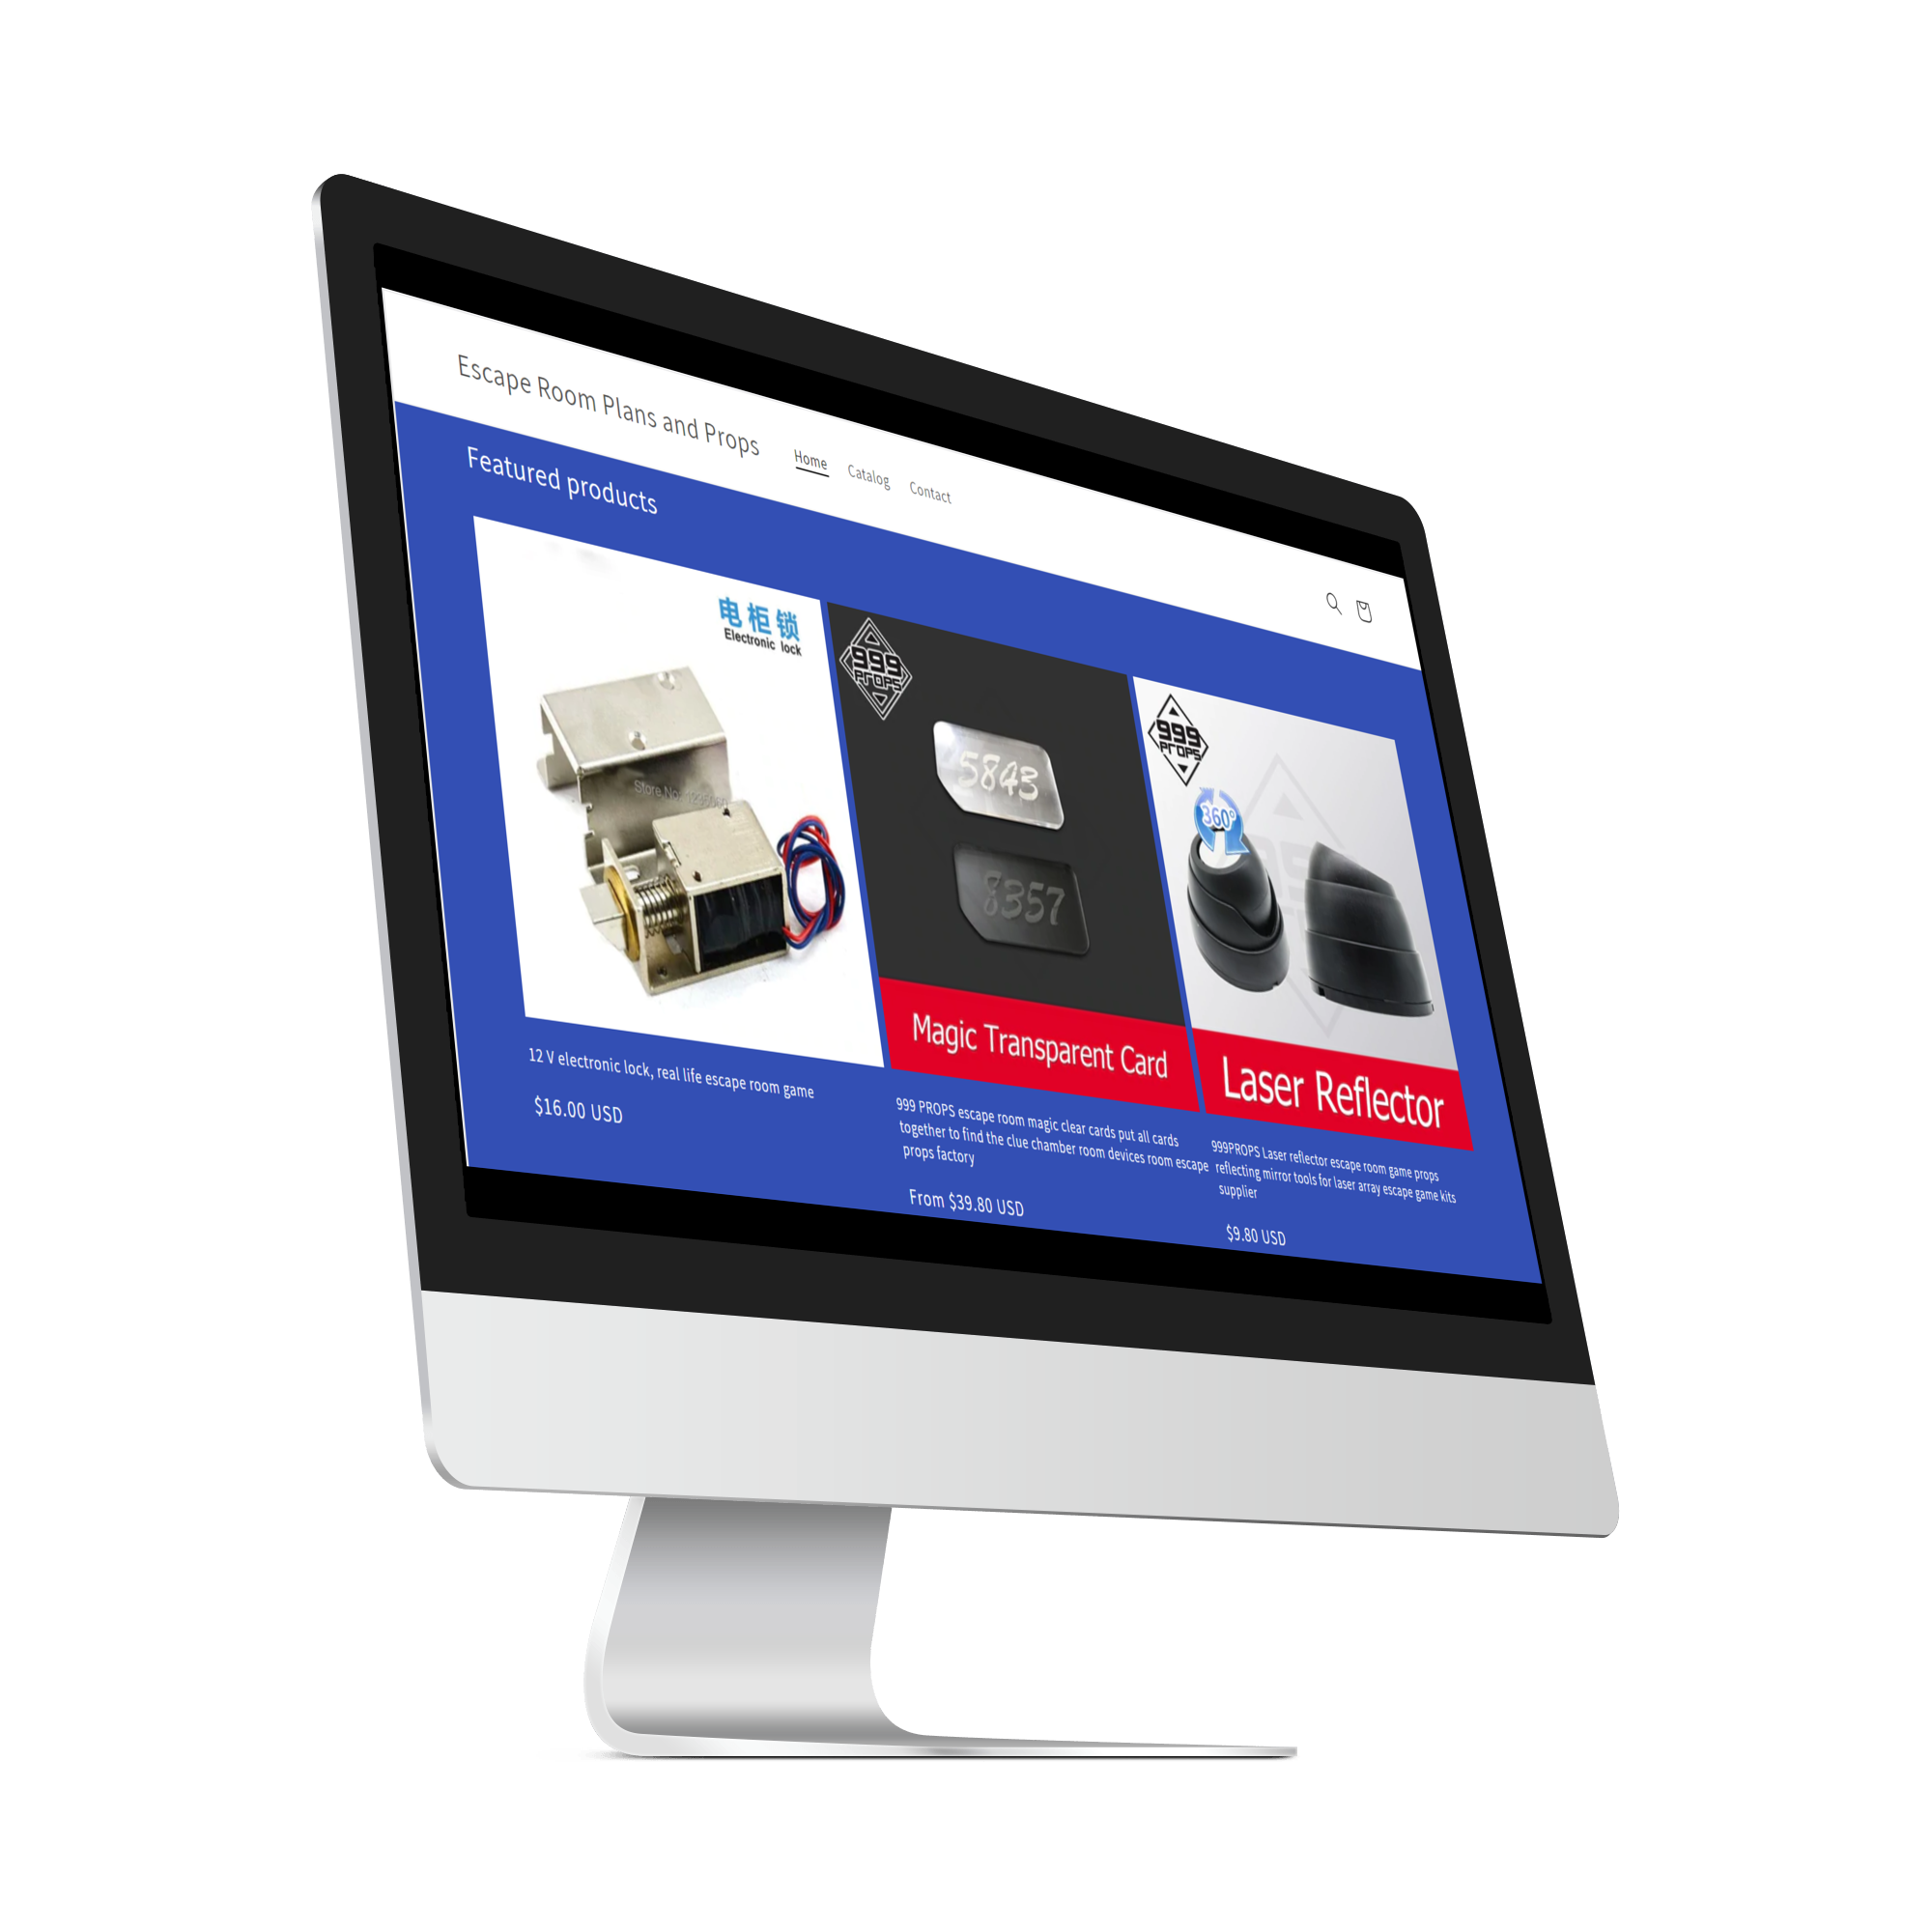 Escape Room Plans and Props
Home
Catalog
Contact
Featured products
电柜锁
Electronic lock
Store No:
12 V electronic lock, real life escape room game
$16.00 USD
999
PROPS
5843
8357
Magic Transparent Card
999 PROPS escape room magic clear cards put all cards
together to find the clue chamber room devices room escape
props factory
From $39.80 USD
999
PROPS
360°
Laser Reflector
999PROPS Laser reflector escape room game props
reflecting mirror tools for laser array escape game kits
supplier
$9.80 USD